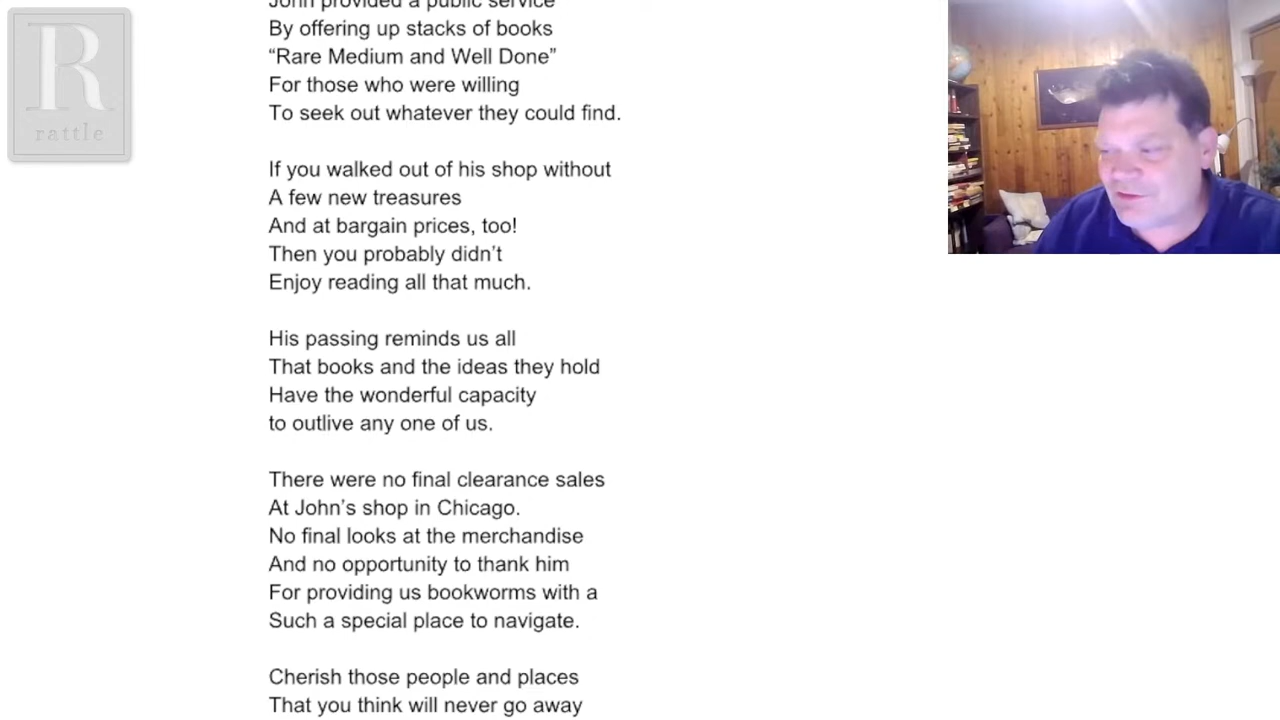 R
rattle
John provided a public service
By offering up stacks of books
“Rare Medium and Well Done”
For those who were willing
To seek out whatever they could find.
If you walked out of his shop without
A few new treasures
And at bargain prices, too!
Then you probably didn’t
Enjoy reading all that much.
His passing reminds us all
That books and the ideas they hold
Have the wonderful capacity
to outlive any one of us.
There were no final clearance sales
At John’s shop in Chicago.
No final looks at the merchandise
And no opportunity to thank him
For providing us bookworms with a
Such a special place to navigate.
Cherish those people and places
That you think will never go away